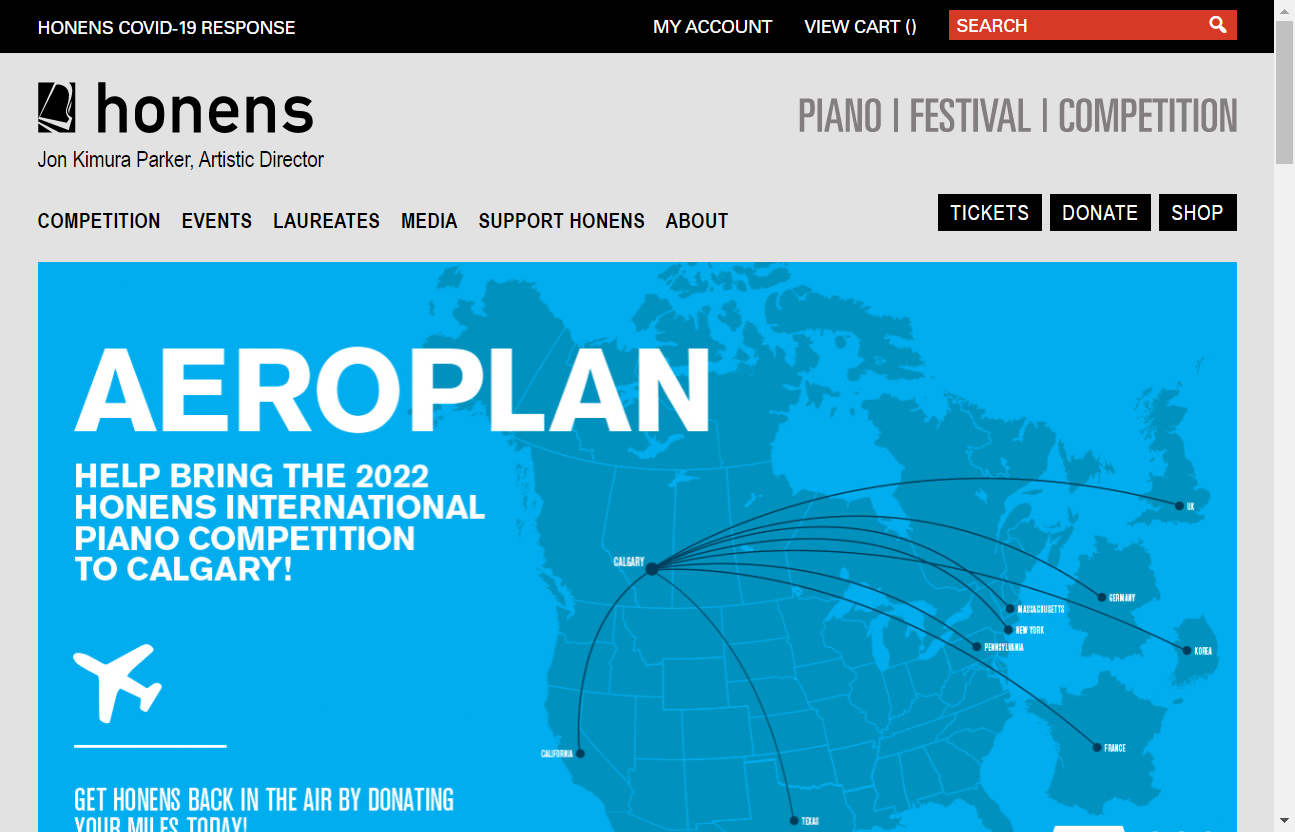 HONENS COVID-19 RESPONSE
MY ACCOUNT
VIEW CART ()
SEARCH
honens
PIANO | FESTIVAL | COMPETITION
Jon Kimura Parker, Artistic Director
COMPETITION
EVENTS
LAUREATES
MEDIA
SUPPORT HONENS
ABOUT
TICKETS
DONATE
SHOP
AEROPLAN
HELP BRING THE 2022
HONENS INTERNATIONAL
PIANO COMPETITION
TO CALGARY!
UK
CALGARY
GERMANY
MASSACHUSETTS
NEW YORK
PENNSYLVANIA
KOREA
FRANCE
CALIFORNIA
GET HONENS BACK IN THE AIR BY DONATING
YOUR MILES TODAY!
TEXAS